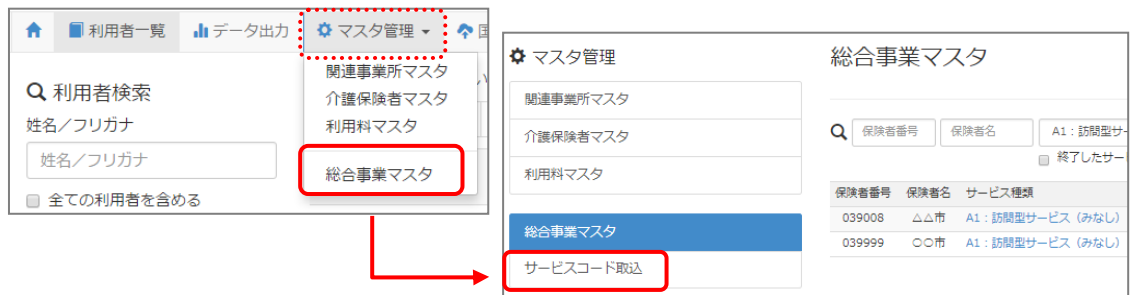 利用者一覧 データ出力 マスタ管理 国
関連事業所マスタ
介護保険者マスタ
利用料マスタ
総合事業マスタ
利用者検索
姓名／フリガナ
姓名／フリガナ
全ての利用者を含める
い
マスタ管理
関連事業所マスタ
介護保険者マスタ
利用料マスタ
総合事業マスタ
サービスコード取込
総合事業マスタ
保険者番号 保険者名 A1：訪問型サー
終了したサー
保険者番号 保険者名 サービス種類
039008 △△市 A1：訪問型サービス（みなし）
039999 〇〇市 A1：訪問型サービス（みなし）